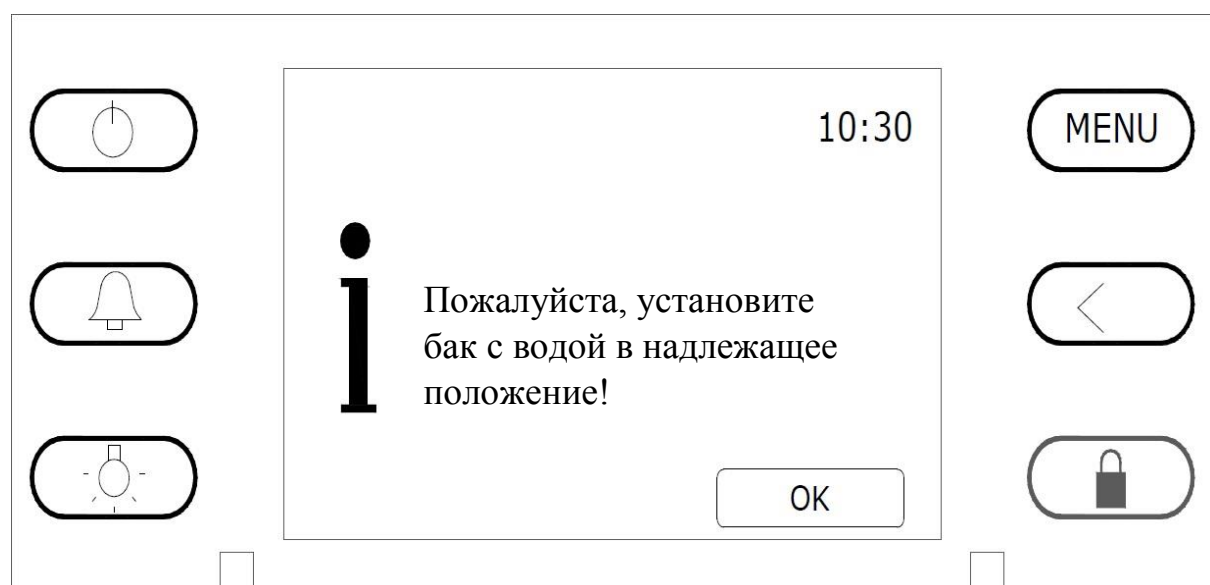 10:30
MENU
Пожалуйста, установите
бак с водой в надлежащее
положение!
OK